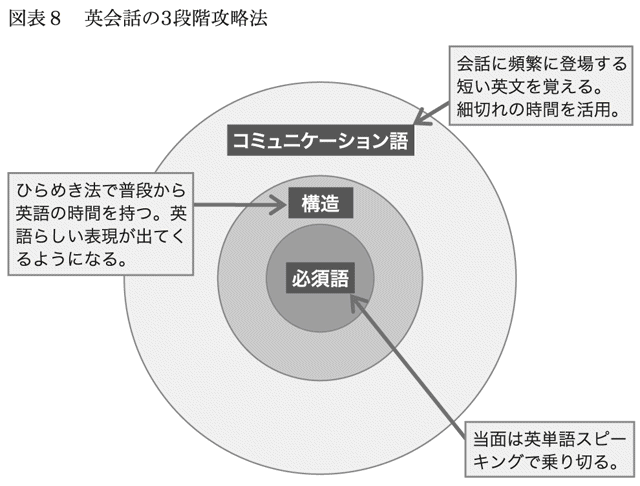 図表８　英会話の3段階攻略法
会話に頻繁に登場する
短い英文を覚える。
細切れの時間を活用。
コミュニケーション語
ひらめき法で普段から
英語の時間を持つ。英
語らしい表現が出てく
るようになる。
構造
必須語
当面は英単語スピー
キングで乗り切る。